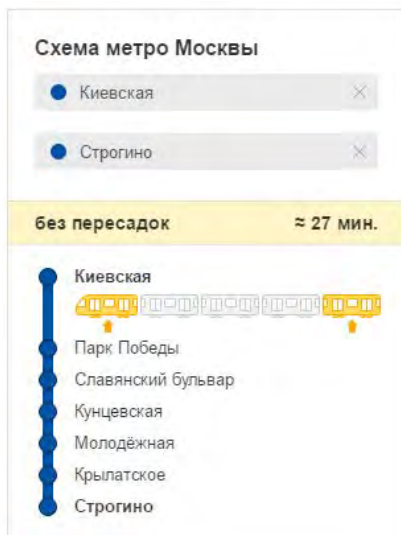 Схема метро Москвы
Киевская
Строгино
без пересадок ≈ 27 мин.
Киевская
Парк Победы
Славянский бульвар
Кунцевская
Молодёжная
Крылатское
Строгино